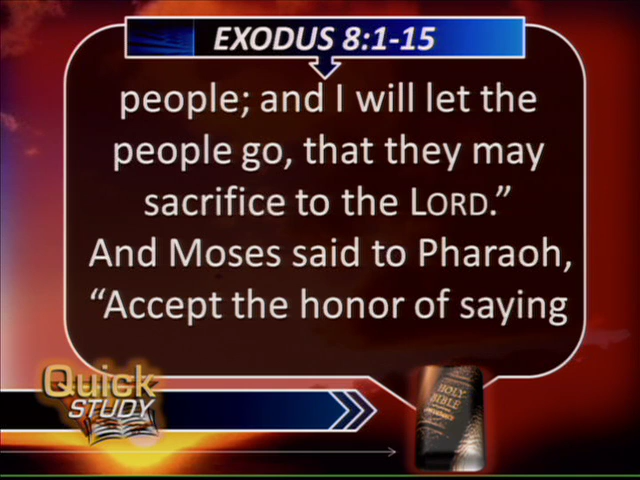 EXODUS 8:1-15
people; and I will let the
people go, that they may
sacrifice to the LORD.”
And Moses said to Pharaoh,
“Accept the honor of saying
Quick
STUDY
HOLY
BIBLE